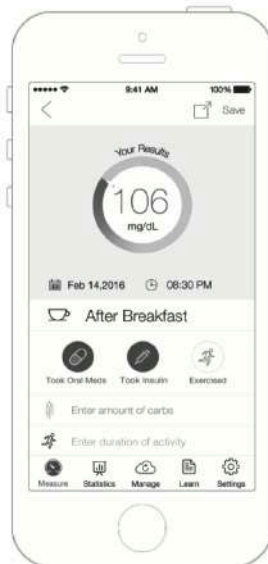 9:41 AM 100%
Save
Your Results
106
mg/dL
Feb 14,2016 08:30 PM
After Breakfast
Took Oral Meds Took Insulin Exercised
Enter amount of carbs
Enter duration of activity
Measure Statistics Manage Learn Settings